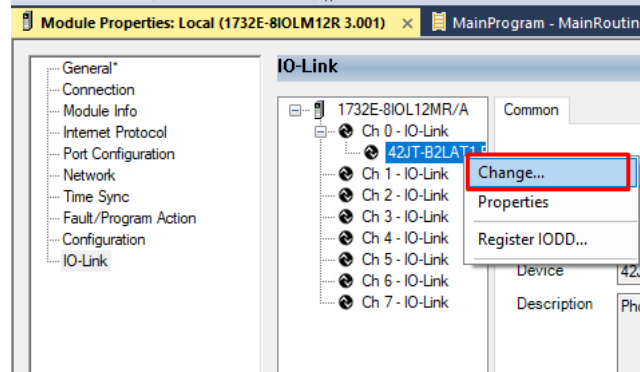 Module Properties: Local (1732E-8IOLM12R 3.001)
MainProgram - MainRoutin
General*
Connection
Module Info
Internet Protocol
Port Configuration
Network
Time Sync
Fault/Program Action
Configuration
IO-Link
IO-Link
1732E-8IOL12MR/A
Ch 0 - IO-Link
42JT-B2LAT1
Ch 1 - IO-Link
Ch 2 - IO-Link
Ch 3 - IO-Link
Ch 4 - IO-Link
Ch 5 - IO-Link
Ch 6 - IO-Link
Ch 7 - IO-Link
Common
Change...
Properties
Register IODD...
Device
Description